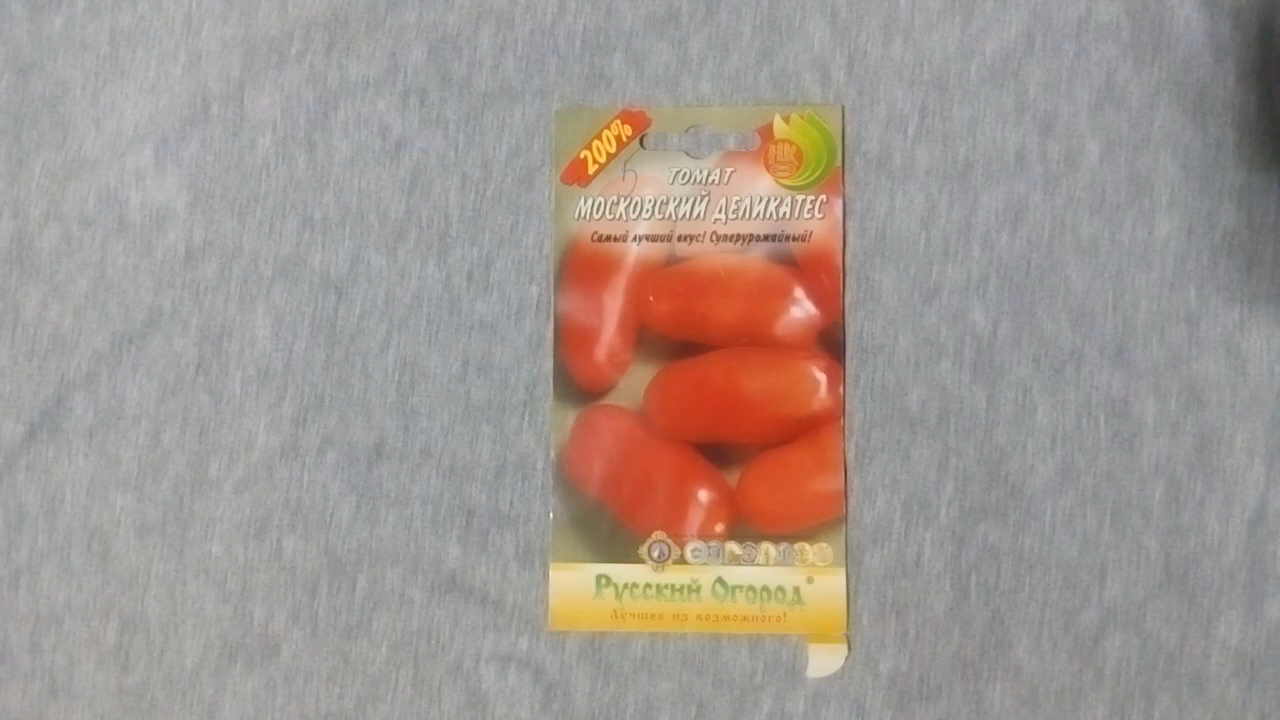 200%
ТОМАТ
МОСКОВСКИЙ ДЕЛИКАТЕС
Самый лучший вкус! Суперурожайный!
Русский Огород®
Лучшее из возможного!